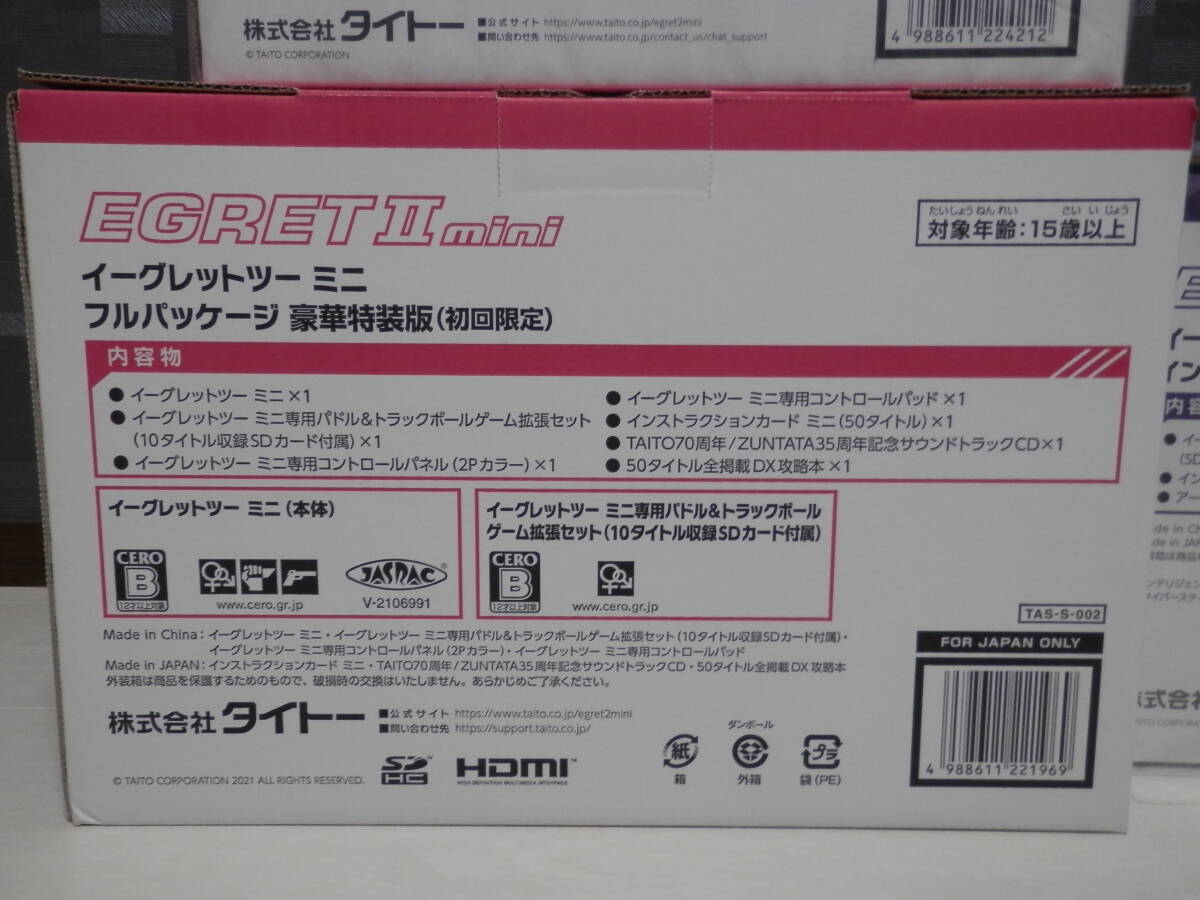 株式会社 タイトー
■公式サイト https://www.taito.co.jp/egret2mini
■問い合わせ先 https://www.taito.co.jp/contact_us/chat_support
© TAITO CORPORATION
4 988611 224212
EGRET II mini
たいしょうねんれい さいいじょう
対象年齢:15歳以上
イーグレットツー ミニ
フルパッケージ 豪華特装版(初回限定)
内容物
● イーグレットツー ミニ×1
● イーグレットツー ミニ専用パドル&トラックボールゲーム拡張セット
(10タイトル収録SDカード付属)×1
● イーグレットツー ミニ専用コントロールパネル(2Pカラー)×1
● イーグレットツー ミニ専用コントロールパッド×1
● インストラクションカード ミニ(50タイトル)×1
● TAITO70周年/ZUNTATA35周年記念サウンドトラックCD×1
● 50タイトル全掲載DX攻略本×1
イーグレットツー ミニ(本体)
CERO
B
12才以上対象
www.cero.gr.jp
JASRAC
V-2106991
イーグレットツー ミニ専用パドル&トラックボール
ゲーム拡張セット(10タイトル収録SDカード付属)
CERO
B
12才以上対象
www.cero.gr.jp
TAS-S-002
Made in China:イーグレットツー ミニ・イーグレットツー ミニ専用パドル&トラックボールゲーム拡張セット(10タイトル収録SDカード付属)・
イーグレットツー ミニ専用コントロールパネル(2Pカラー)・イーグレットツー ミニ専用コントロールパッド
Made in JAPAN:インストラクションカード ミニ・TAITO70周年/ZUNTATA35周年記念サウンドトラックCD・50タイトル全掲載DX攻略本
外装箱は商品を保護するためのもので、破損時の交換はいたしません。あらかじめご了承ください。
株式会社 タイトー
■公式サイト https://www.taito.co.jp/egret2mini
■問い合わせ先 https://support.taito.co.jp/
© TAITO CORPORATION 2021 ALL RIGHTS RESERVED.
SD HC
HDMI
HIGH-DEFINITION MULTIMEDIA INTERFACE
紙
箱
ダンボール
外箱
プラ
袋(PE)
FOR JAPAN ONLY
4 988611 221969
内容